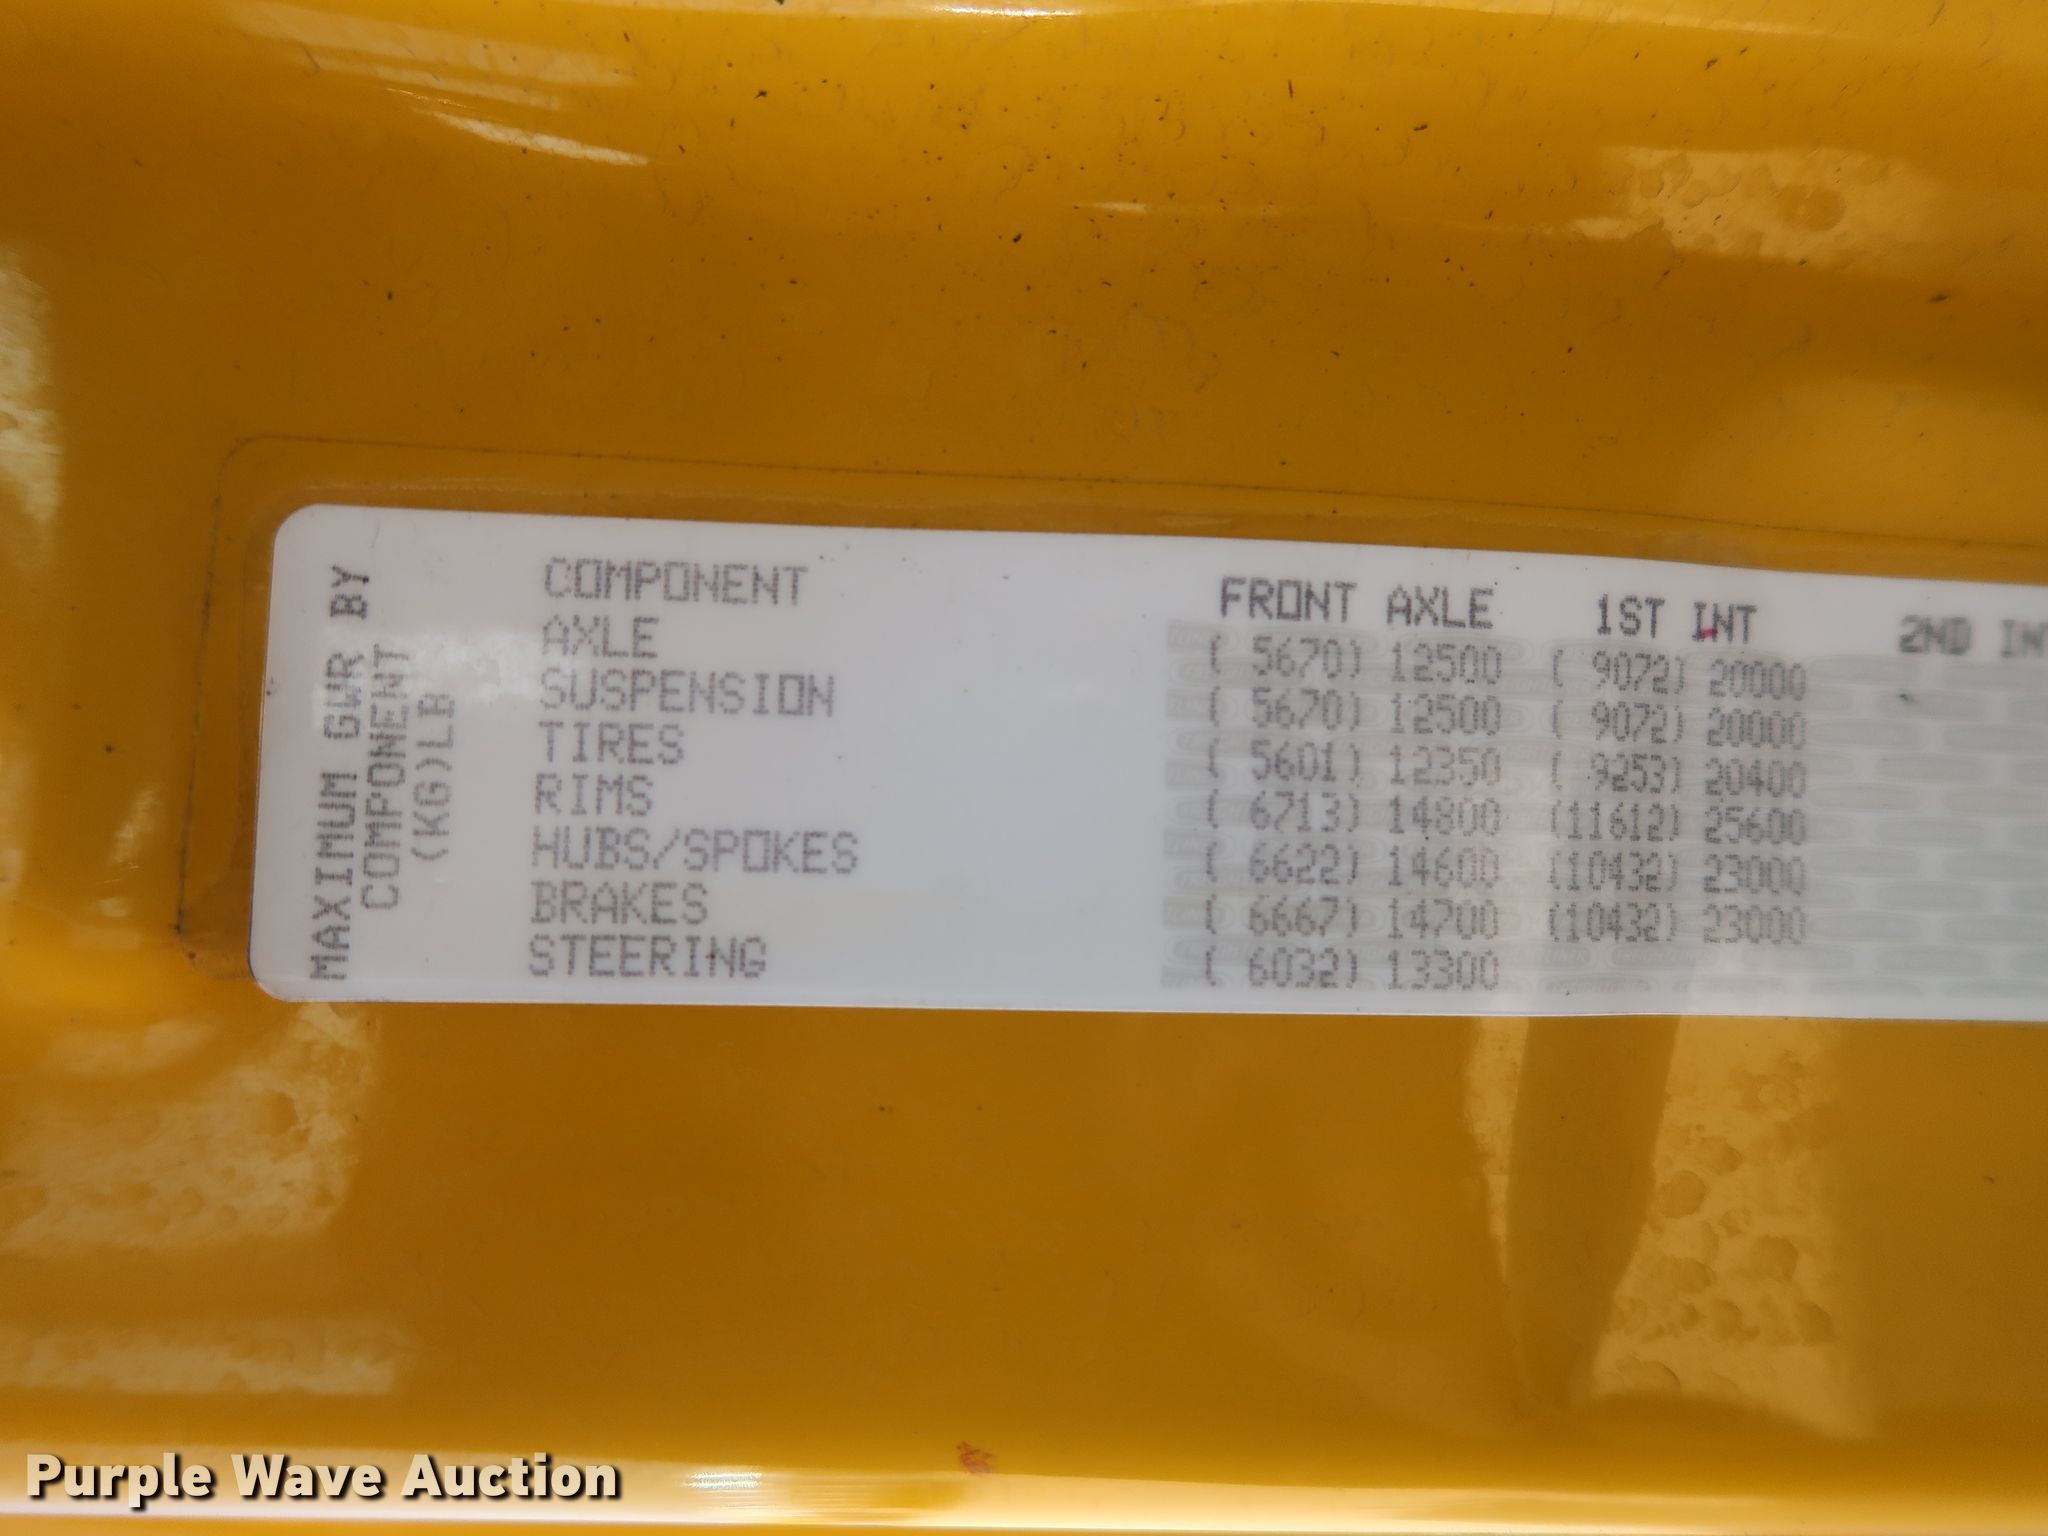 MAXIMUM GWR BY
COMPONENT
(KG)LB
COMPONENT FRONT AXLE 1ST INT 2ND INT
AXLE ( 5670) 12500 ( 9072) 20000
SUSPENSION ( 5670) 12500 ( 9072) 20000
TIRES ( 5601) 12350 ( 9253) 20400
RIMS ( 6713) 14800 (11612) 25600
HUBS/SPOKES ( 6622) 14600 (10432) 23000
BRAKES ( 6667) 14700 (10432) 23000
STEERING ( 6032) 13300
Purple Wave Auction